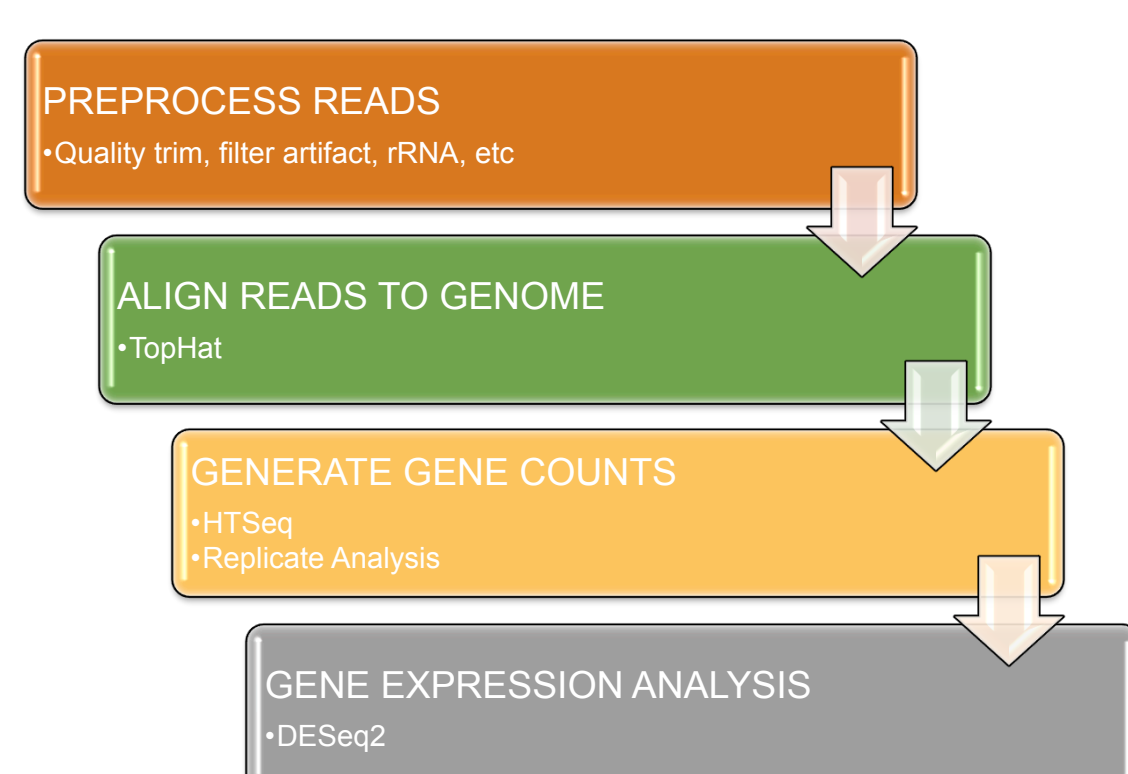 PREPROCESS READS
•Quality trim, filter artifact, rRNA, etc
ALIGN READS TO GENOME
•TopHat
GENERATE GENE COUNTS
•HTSeq
•Replicate Analysis
GENE EXPRESSION ANALYSIS
•DESeq2